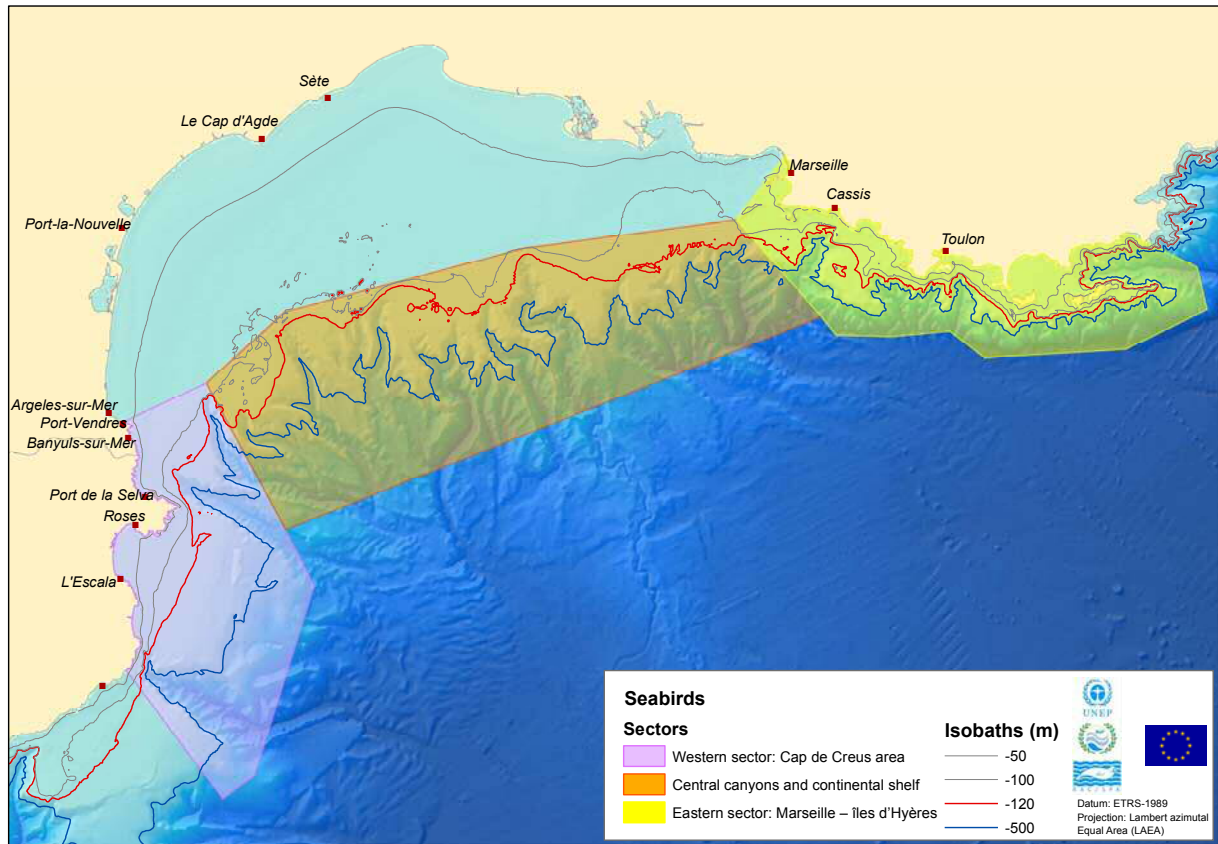 Sète
Le Cap d'Agde
Marseille
Cassis
Port-la-Nouvelle
Toulon
Argeles-sur-Mer
Port-Vendres
Banyuls-sur-Mer
Port de la Selva
Roses
L'Escala
Seabirds
Sectors
Western sector: Cap de Creus area
Central canyons and continental shelf
Eastern sector: Marseille – îles d'Hyères
Isobaths (m)
-50
-100
-120
-500
UNEP
RAC/SPA
Datum: ETRS-1989
Projection: Lambert azimutal
Equal Area (LAEA)